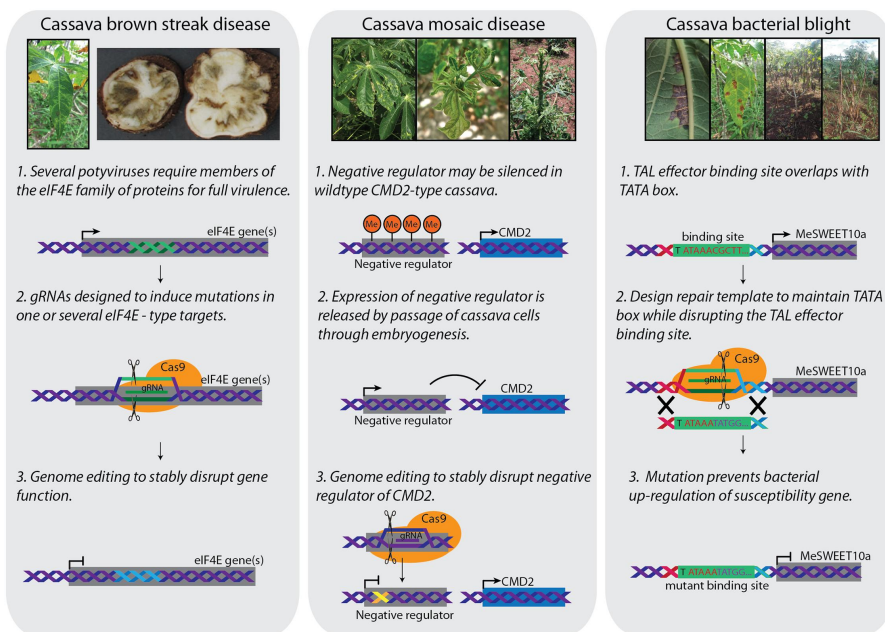 Cassava brown streak disease
1. Several potyviruses require members of
the eIF4E family of proteins for full virulence.
eIF4E gene(s)
2. gRNAs designed to induce mutations in
one or several eIF4E - type targets.
Cas9
eIF4E gene(s)
gRNA
3. Genome editing to stably disrupt gene
function.
eIF4E gene(s)
Cassava mosaic disease
1. Negative regulator may be silenced in
wildtype CMD2-type cassava.
Me Me Me Me
CMD2
Negative regulator
2. Expression of negative regulator is
released by passage of cassava cells
through embryogenesis.
CMD2
Negative regulator
3. Genome editing to stably disrupt negative
regulator of CMD2.
Cas9
gRNA
CMD2
Negative regulator
Cassava bacterial blight
1. TAL effector binding site overlaps with
TATA box.
binding site
MeSWEET10a
T ATAAACGCTT...
2. Design repair template to maintain TATA
box while disrupting the TAL effector
binding site.
Cas9
MeSWEET10a
gRNA
T ATAAATATGG...
3. Mutation prevents bacterial
up-regulation of susceptibility gene.
MeSWEET10a
T ATAAATATGG...
mutant binding site